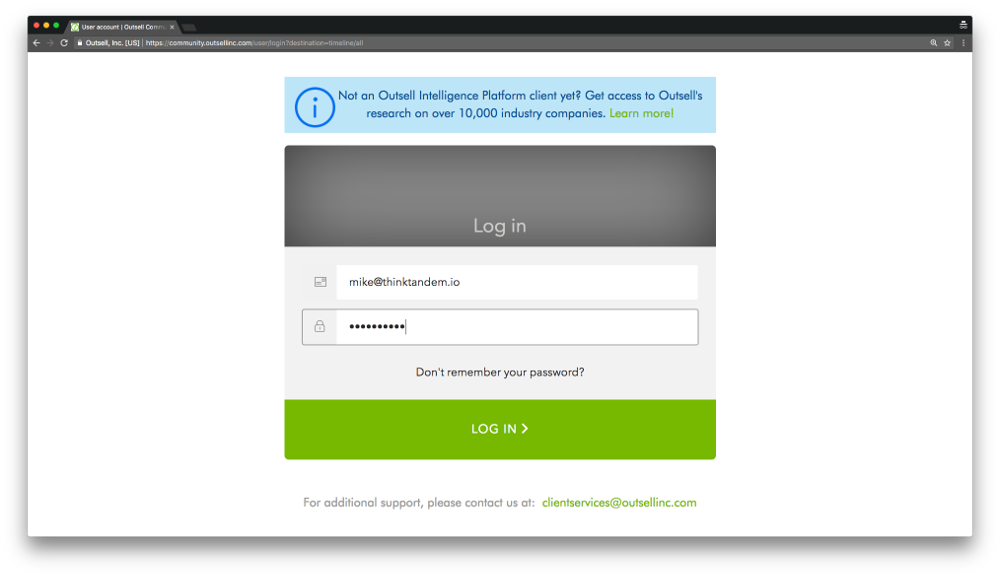 User account | Outsell Comm
Outsell, Inc. [US] | https://community.outsellinc.com/user/login?destination=timeline/all
Not an Outsell Intelligence Platform client yet? Get access to Outsell's
research on over 10,000 industry companies. Learn more!
Log in
mike@thinktandem.io
••••••••••
Don't remember your password?
LOG IN
For additional support, please contact us at: clientservices@outsellinc.com